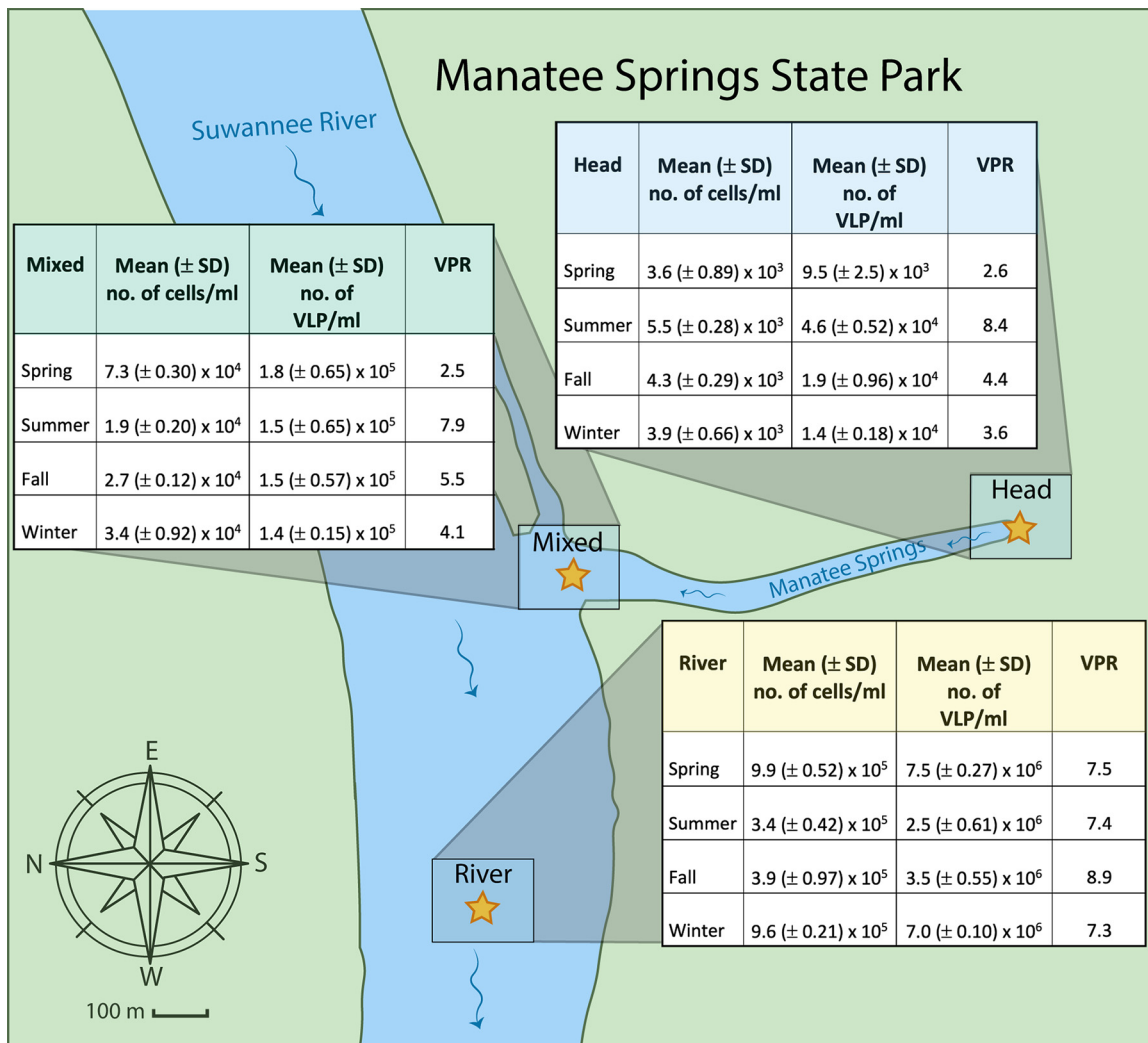 Manatee Springs State Park
Suwannee River
Head Mean (± SD) no. of cells/ml Mean (± SD) no. of VLP/ml VPR
Spring 3.6 (± 0.89) x 10³ 9.5 (± 2.5) x 10³ 2.6
Summer 5.5 (± 0.28) x 10³ 4.6 (± 0.52) x 10⁴ 8.4
Fall 4.3 (± 0.29) x 10³ 1.9 (± 0.96) x 10⁴ 4.4
Winter 3.9 (± 0.66) x 10³ 1.4 (± 0.18) x 10⁴ 3.6
Mixed Mean (± SD) no. of cells/ml Mean (± SD) no. of VLP/ml VPR
Spring 7.3 (± 0.30) x 10⁴ 1.8 (± 0.65) x 10⁵ 2.5
Summer 1.9 (± 0.20) x 10⁴ 1.5 (± 0.65) x 10⁵ 7.9
Fall 2.7 (± 0.12) x 10⁴ 1.5 (± 0.57) x 10⁵ 5.5
Winter 3.4 (± 0.92) x 10⁴ 1.4 (± 0.15) x 10⁵ 4.1
Head
Mixed
Manatee Springs
River Mean (± SD) no. of cells/ml Mean (± SD) no. of VLP/ml VPR
Spring 9.9 (± 0.52) x 10⁵ 7.5 (± 0.27) x 10⁶ 7.5
Summer 3.4 (± 0.42) x 10⁵ 2.5 (± 0.61) x 10⁶ 7.4
Fall 3.9 (± 0.97) x 10⁵ 3.5 (± 0.55) x 10⁶ 8.9
Winter 9.6 (± 0.21) x 10⁵ 7.0 (± 0.10) x 10⁶ 7.3
River
E
N
S
W
100 m